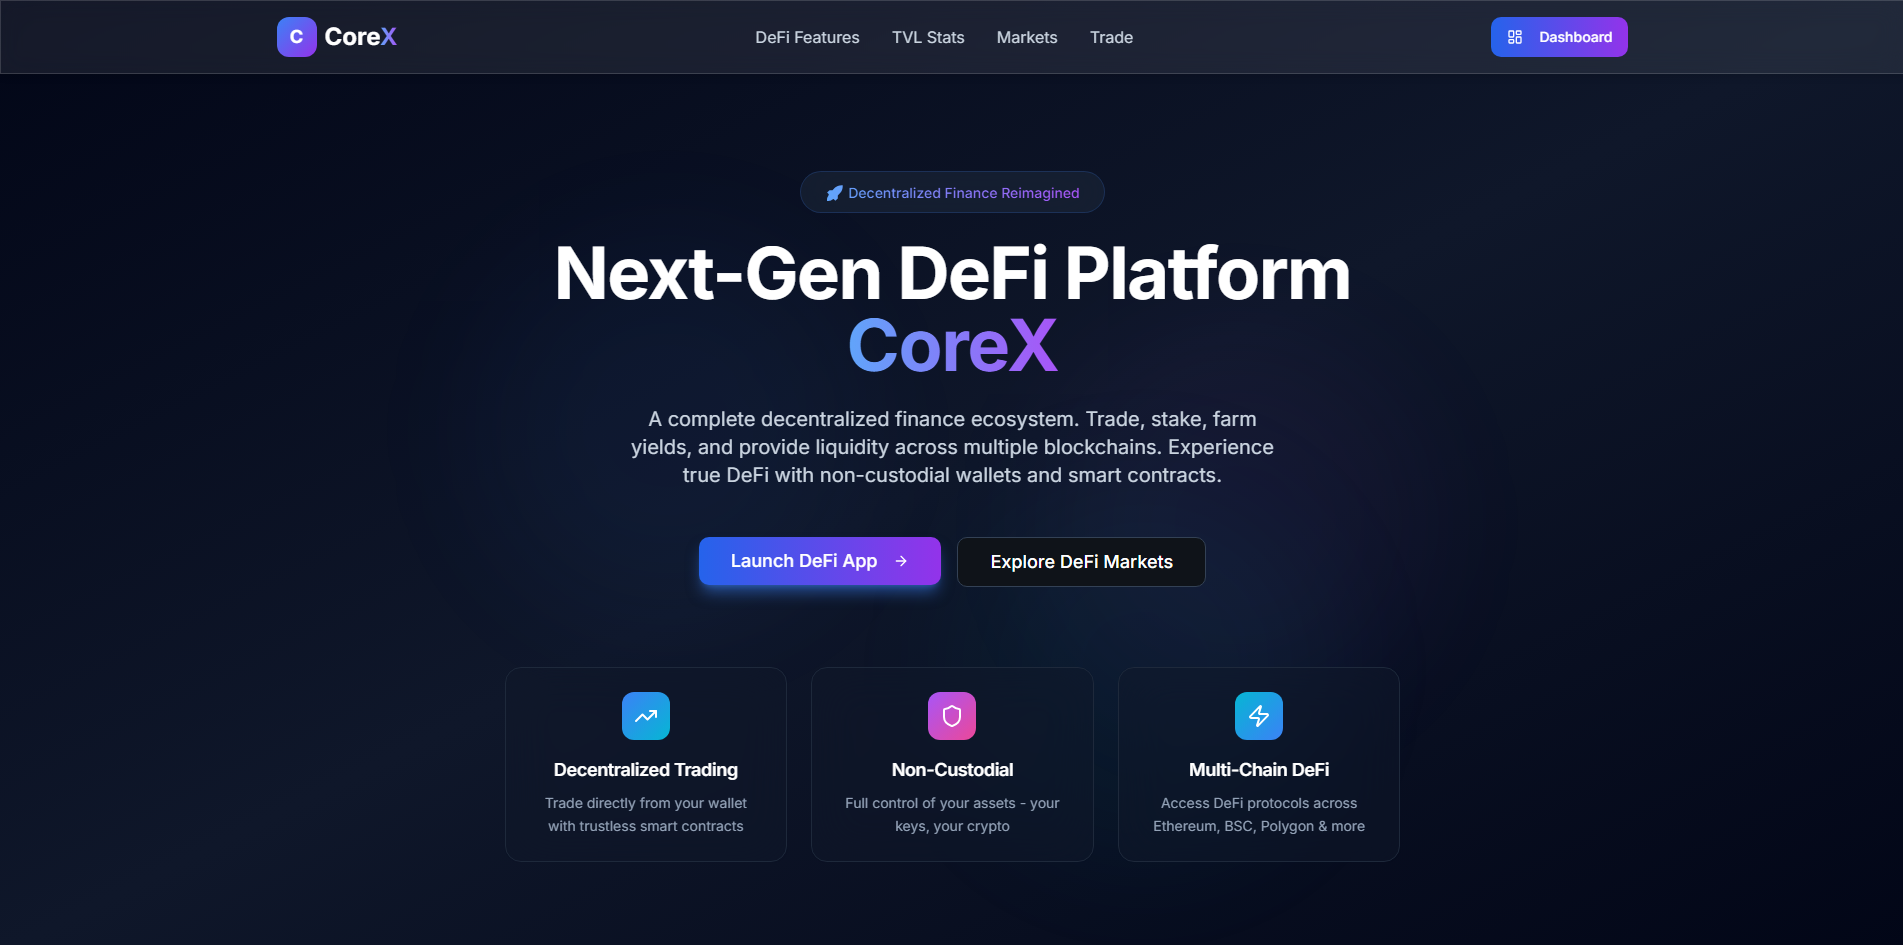 C CoreX
DeFi Features TVL Stats Markets Trade
Dashboard
Decentralized Finance Reimagined
Next-Gen DeFi Platform
CoreX
A complete decentralized finance ecosystem. Trade, stake, farm
yields, and provide liquidity across multiple blockchains. Experience
true DeFi with non-custodial wallets and smart contracts.
Launch DeFi App
Explore DeFi Markets
Decentralized Trading
Trade directly from your wallet
with trustless smart contracts
Non-Custodial
Full control of your assets - your
keys, your crypto
Multi-Chain DeFi
Access DeFi protocols across
Ethereum, BSC, Polygon & more